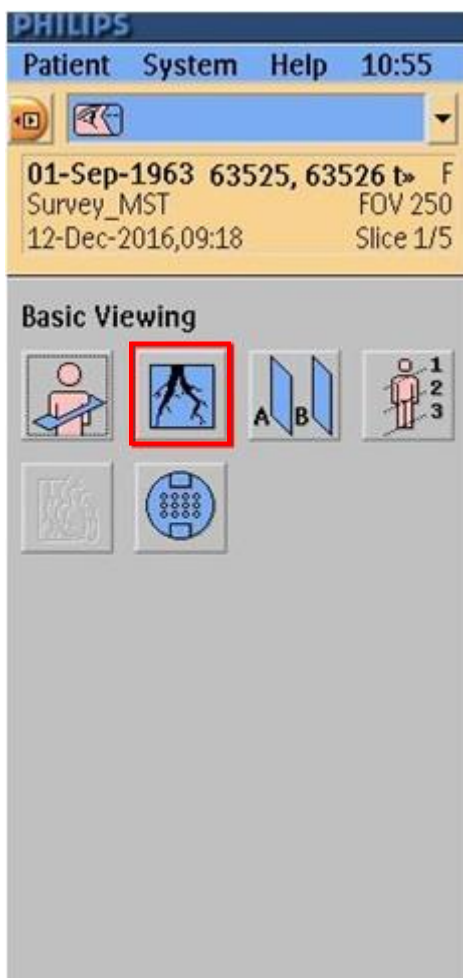 PHILIPS
Patient System Help 10:55
01-Sep-1963 63525, 63526 t» F
Survey_MST FOV 250
12-Dec-2016,09:18 Slice 1/5
Basic Viewing
1
A B 2
3